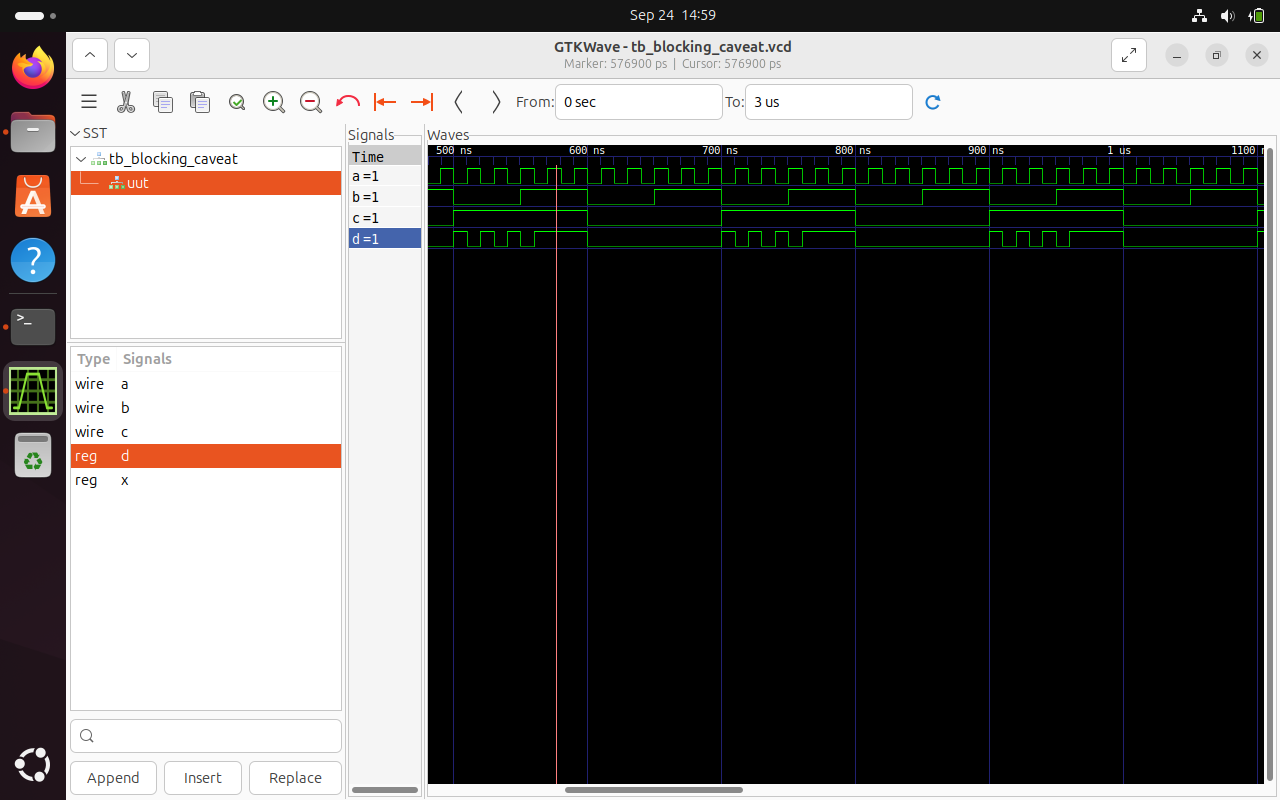 Sep 24 14:59
GTKWave - tb_blocking_caveat.vcd
Marker: 576900 ps | Cursor: 576900 ps
From: 0 sec To: 3 us
SST
tb_blocking_caveat
uut
Type Signals
wire a
wire b
wire c
reg d
reg x
Append Insert Replace
Signals
Time
a =1
b =1
c =1
d =1
Waves
500 ns 600 ns 700 ns 800 ns 900 ns 1 us 1100 n